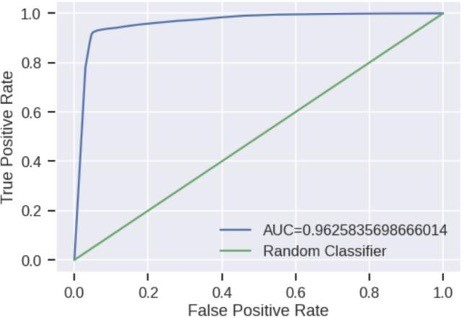 1.0
0.8
0.6
0.4
0.2
0.0
True Positive Rate
AUC=0.9625835698666014
Random Classifier
0.0 0.2 0.4 0.6 0.8 1.0
False Positive Rate